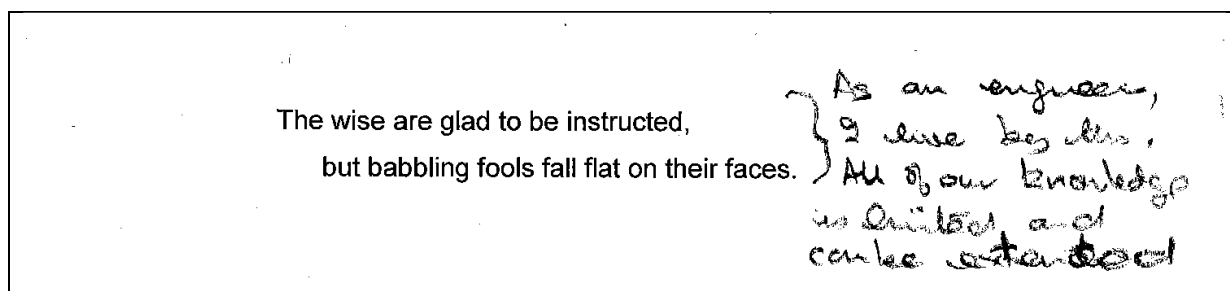 The wise are glad to be instructed,
but babbling fools fall flat on their faces.
As an engineer,
I live by this.
All of our knowledge
is limited and
can be extended